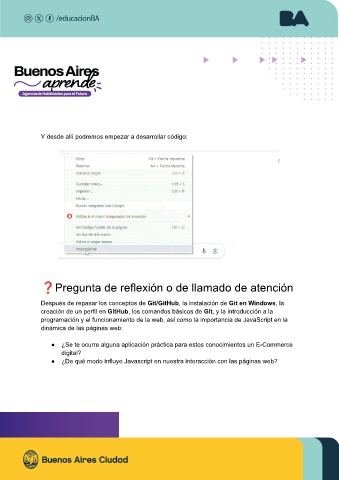 /educacionBA
BA
Buenos Aires
aprende
Agencia de Habilidades para el Futuro
Y desde allí podremos empezar a desarrollar código:
Atrás Alt + Flecha izquierda
Reenviar Alt + Flecha derecha
Volver a cargar Ctrl + R
Guardar como... Ctrl + S
Imprimir... Ctrl + P
Enviar...
Buscar imágenes con Google
Ver código fuente de la página Ctrl + U
Volver a cargar marco
Inspeccionar
❓Pregunta de reflexión o de llamado de atención
Después de repasar los conceptos de Git/GitHub, la instalación de Git en Windows, la
creación de un perfil en GitHub, los comandos básicos de Git, y la introducción a la
programación y el funcionamiento de la web, así como la importancia de JavaScript en la
dinámica de las páginas web:
● ¿Se te ocurre alguna aplicación práctica para estos conocimientos un E-Commerce
digital?
● ¿De qué modo influye Javascript en nuestra interacción con las páginas web?
Buenos Aires Ciudad